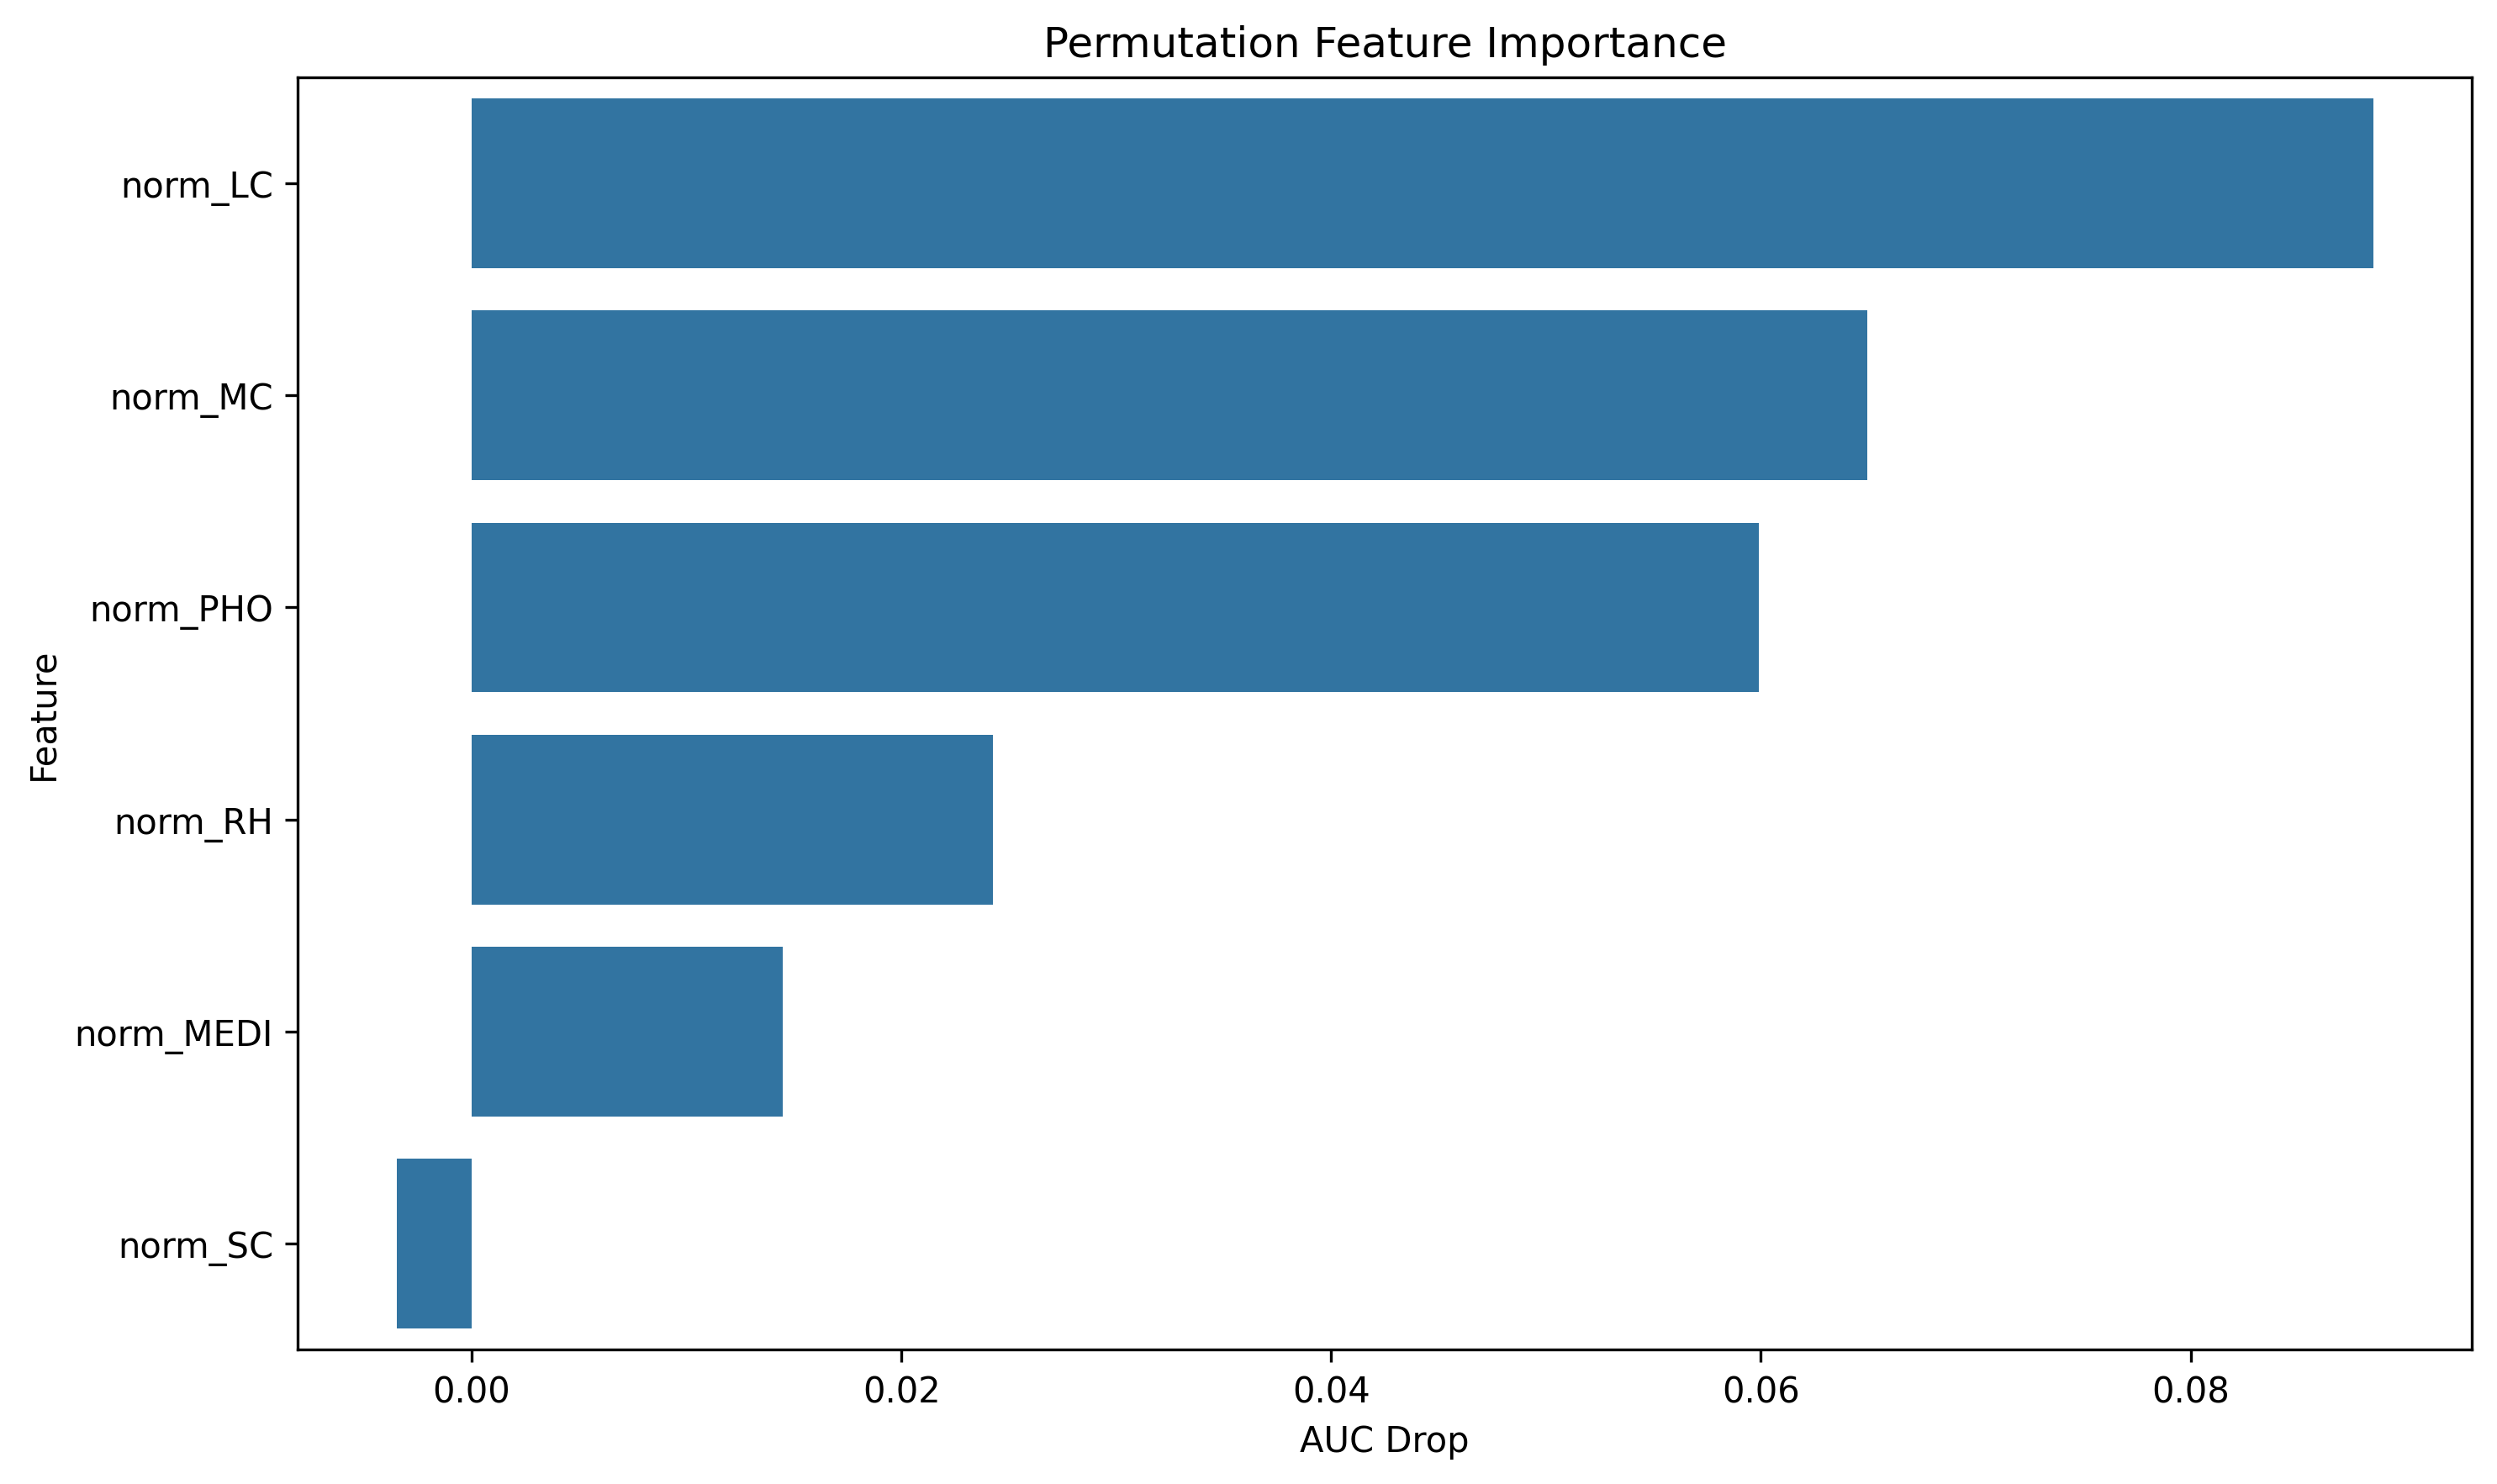 Permutation Feature Importance
norm_LC
norm_MC
norm_PHO
norm_RH
norm_MEDI
norm_SC
Feature
0.00 0.02 0.04 0.06 0.08
AUC Drop